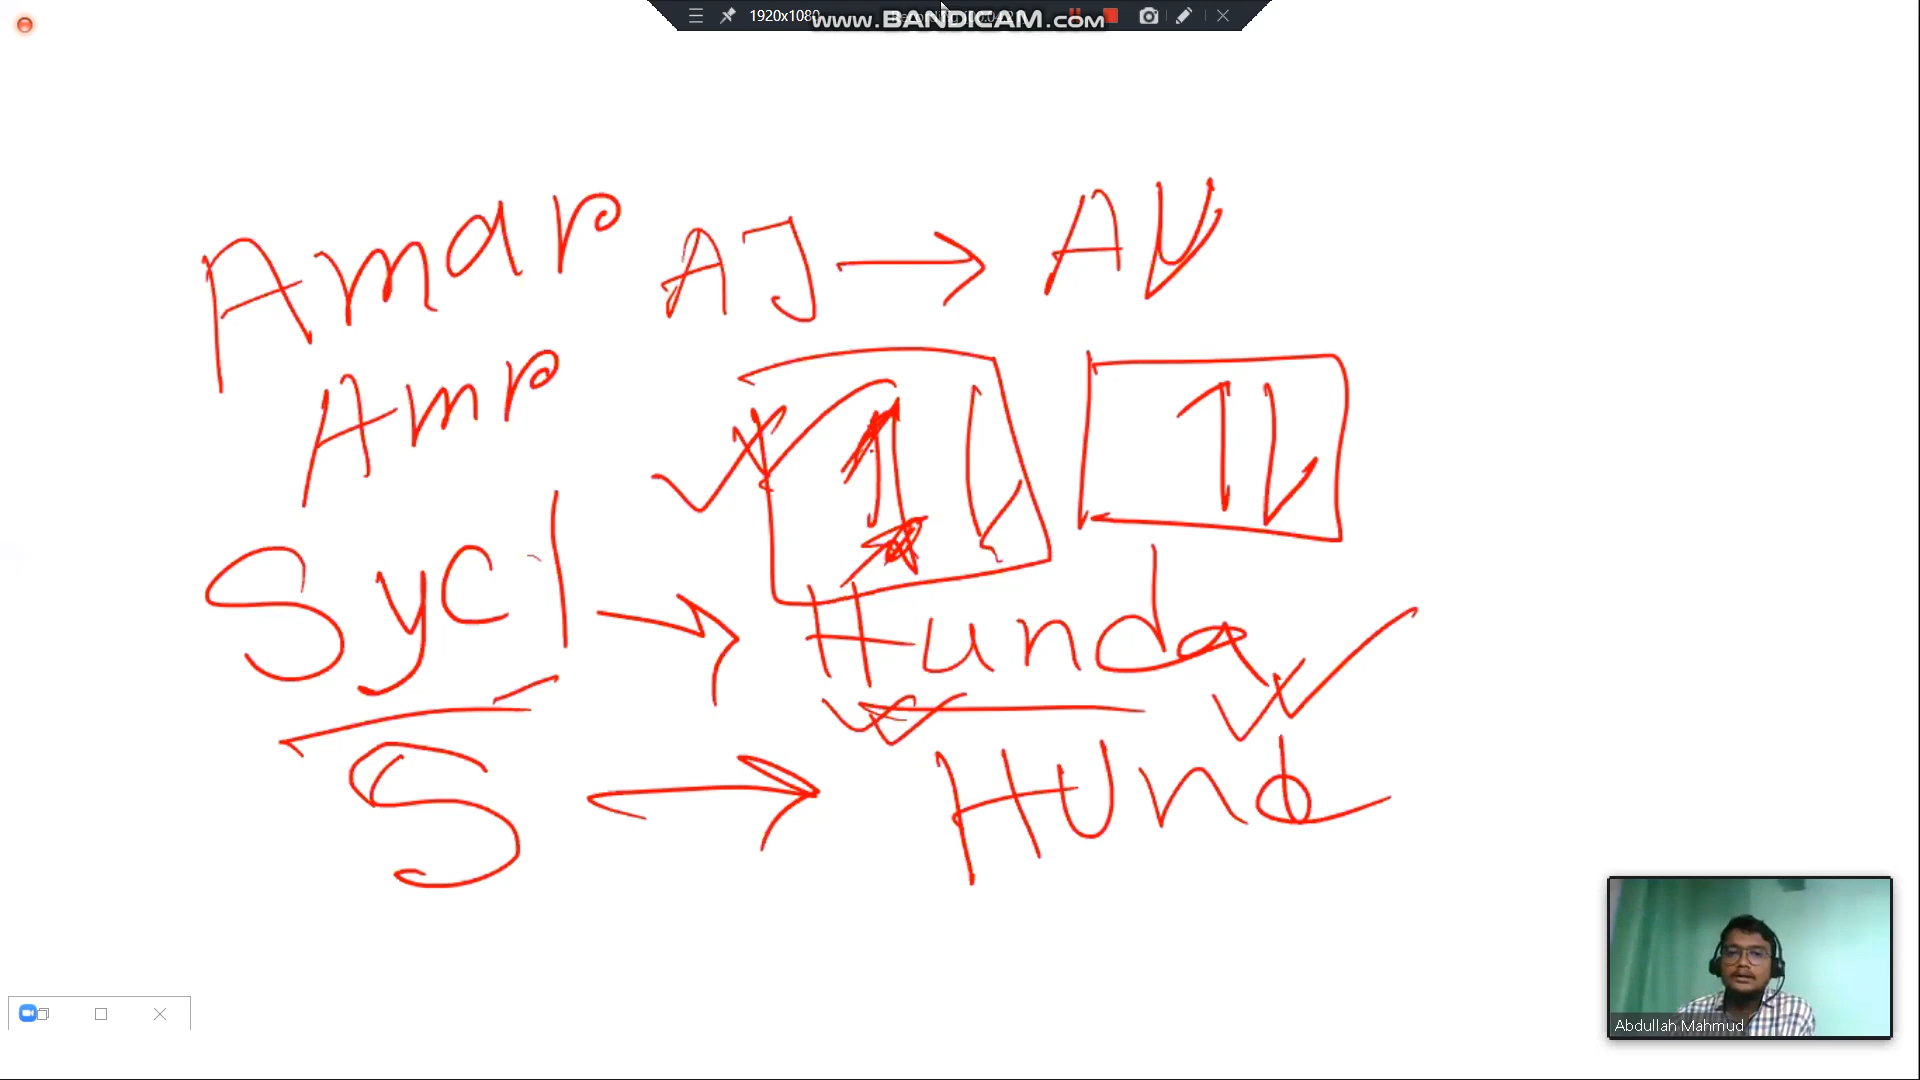 1920x1080
www.BANDICAM.com
Amar AJ → AV
Amr
Sycl → Hunda
S → HUnd
Abdullah Mahmud